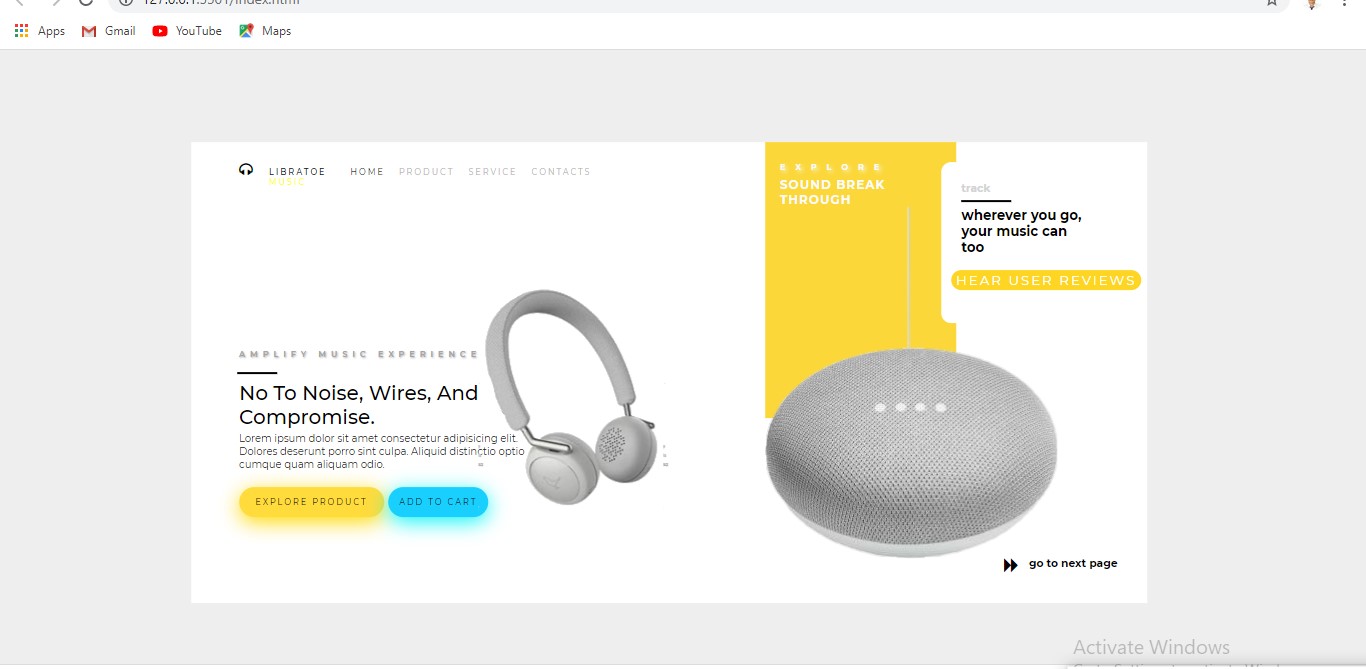 127.0.0.1:5501/index.html
Apps Gmail YouTube Maps
LIBRATOE HOME PRODUCT SERVICE CONTACTS
MUSIC
EXPLORE
SOUND BREAK
THROUGH
track
wherever you go,
your music can
too
HEAR USER REVIEWS
AMPLIFY MUSIC EXPERIENCE
No To Noise, Wires, And
Compromise.
Lorem ipsum dolor sit amet consectetur adipisicing elit.
Dolores deserunt porro sint culpa. Aliquid distinctio optio
cumque quam aliquam odio.
EXPLORE PRODUCT ADD TO CART
go to next page
Activate Windows